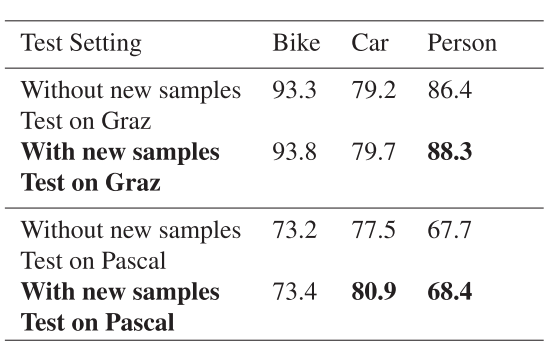 Test Setting Bike Car Person
Without new samples 93.3 79.2 86.4
Test on Graz
With new samples 93.8 79.7 88.3
Test on Graz
Without new samples 73.2 77.5 67.7
Test on Pascal
With new samples 73.4 80.9 68.4
Test on Pascal